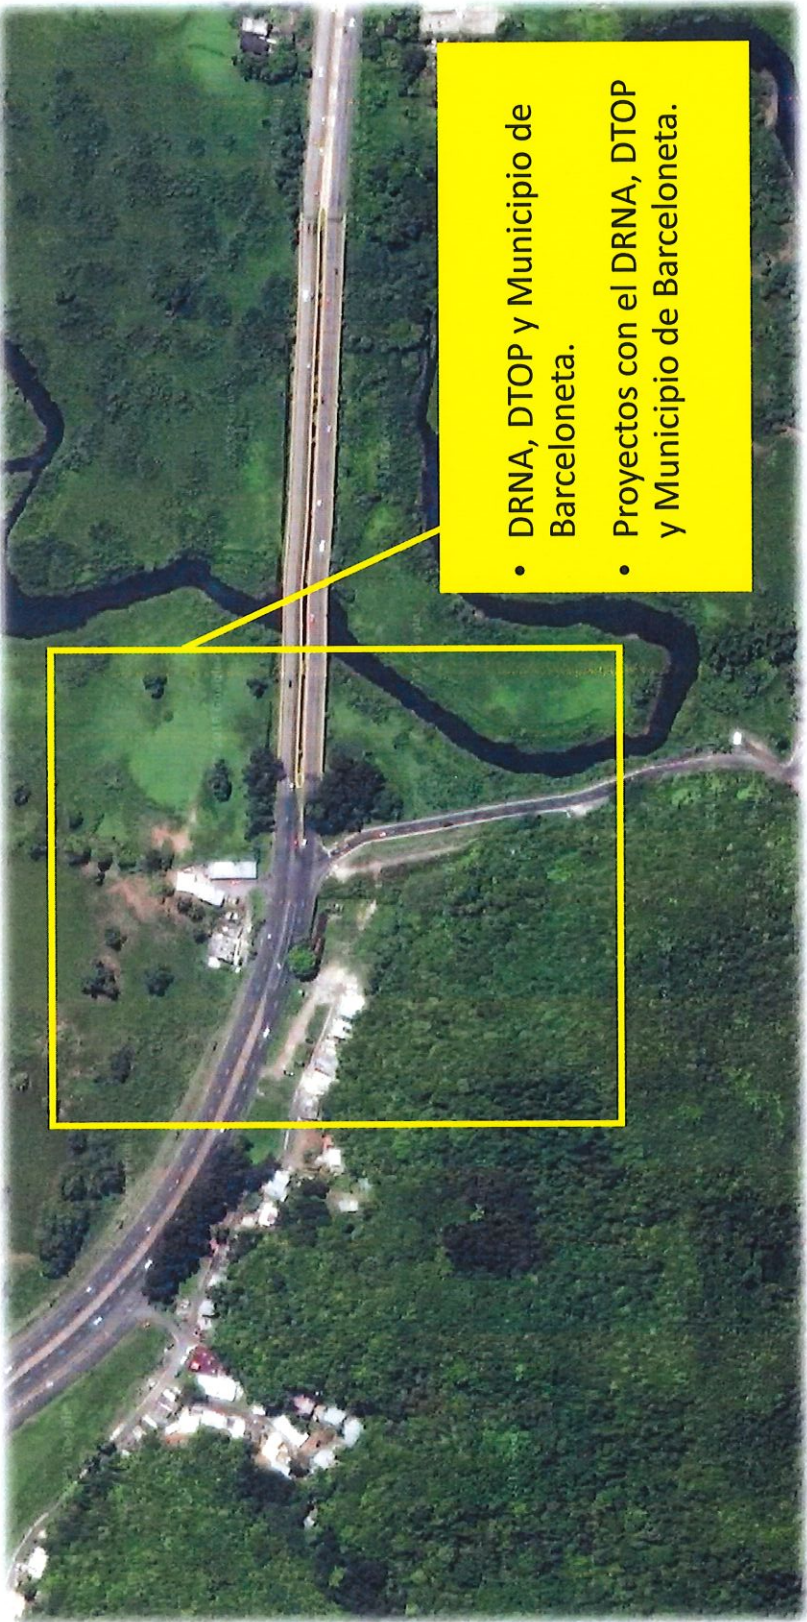 • DRNA, DTOP y Municipio de
Barceloneta.
• Proyectos con el DRNA, DTOP
y Municipio de Barceloneta.